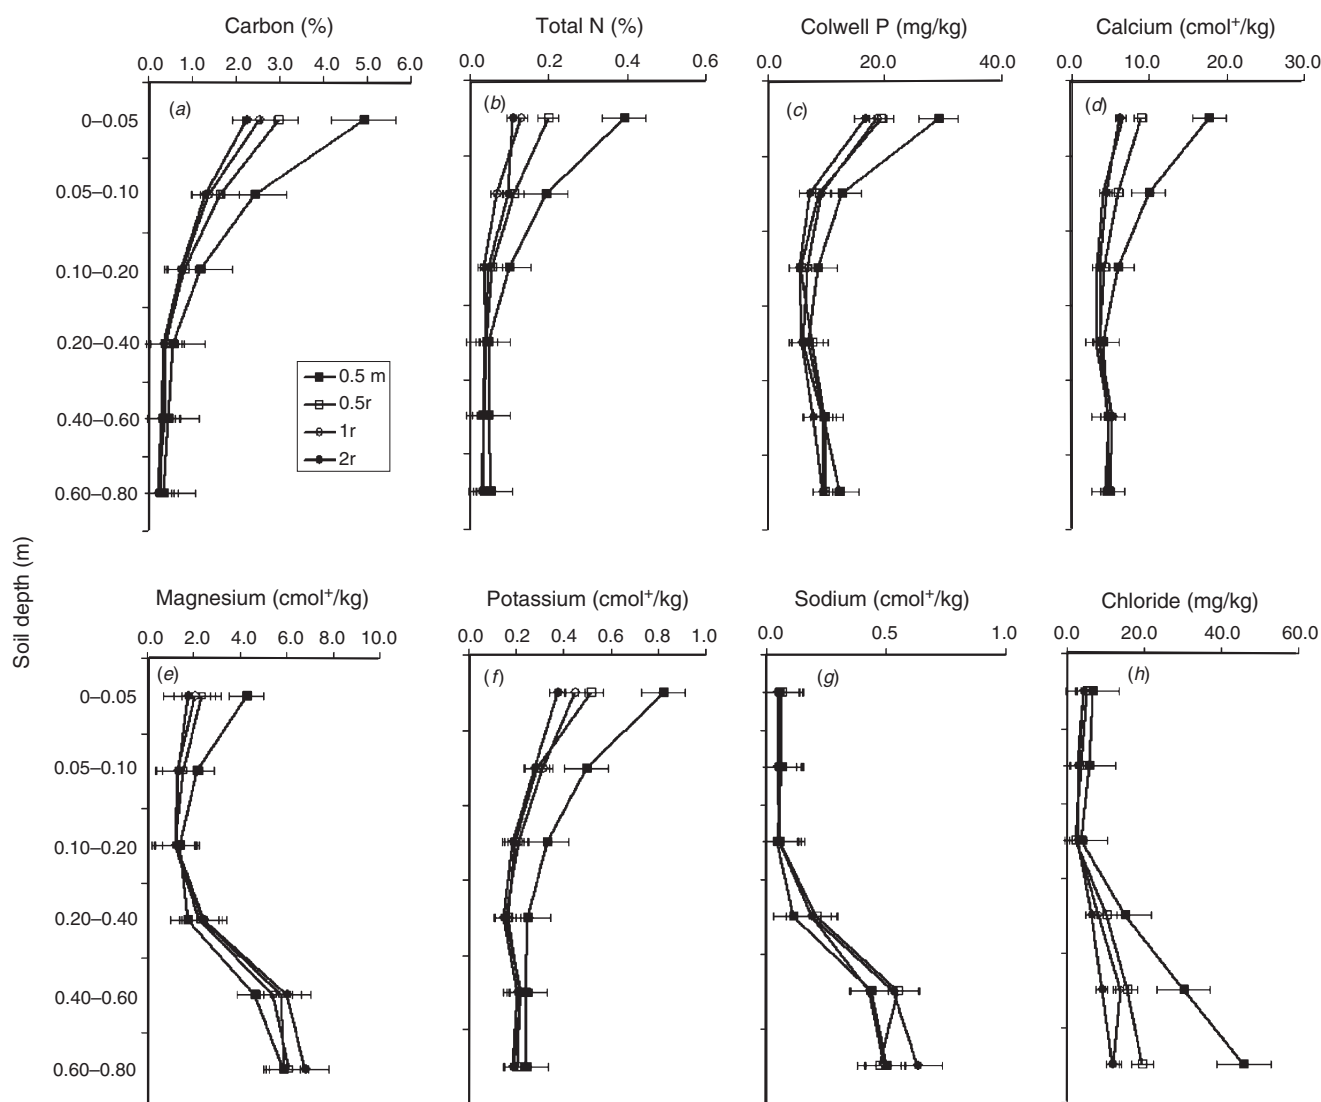 Carbon (%)
Total N (%)
Colwell P (mg/kg)
Calcium (cmol⁺/kg)
0.0 1.0 2.0 3.0 4.0 5.0 6.0
0.0 0.2 0.4 0.6
0.0 20.0 40.0
0.0 10.0 20.0 30.0
(a)
(b)
(c)
(d)
0–0.05
0.05–0.10
0.10–0.20
0.20–0.40
0.40–0.60
0.60–0.80
0.5 m
0.5r
1r
2r
Soil depth (m)
Magnesium (cmol⁺/kg)
Potassium (cmol⁺/kg)
Sodium (cmol⁺/kg)
Chloride (mg/kg)
0.0 2.0 4.0 6.0 8.0 10.0
0.0 0.2 0.4 0.6 0.8 1.0
0.0 0.5 1.0
0.0 20.0 40.0 60.0
(e)
(f)
(g)
(h)
0–0.05
0.05–0.10
0.10–0.20
0.20–0.40
0.40–0.60
0.60–0.80